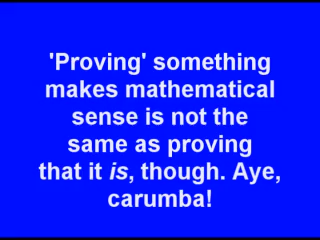 'Proving' something
makes mathematical
sense is not the
same as proving
that it is, though. Aye,
carumba!